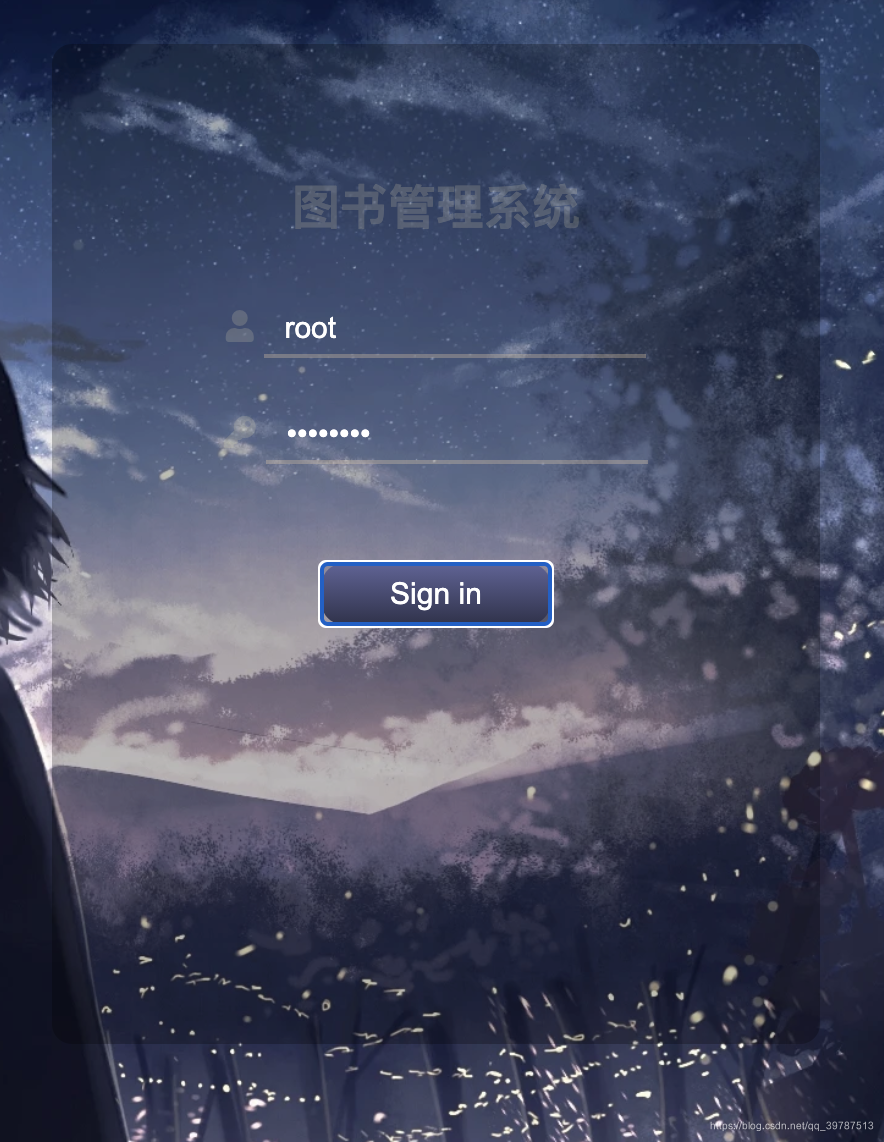 图书管理系统
root
••••••••
Sign in
https://blog.csdn.net/qq_39787513